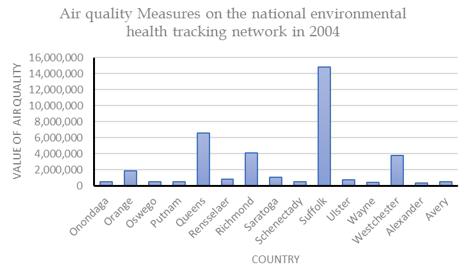 Air quality Measures on the national environmental
health tracking network in 2004
VALUE OF AIR QUALITY
16,000,000
14,000,000
12,000,000
10,000,000
8,000,000
6,000,000
4,000,000
2,000,000
0
Onondaga
Orange
Oswego
Putnam
Queens
Rensselaer
Richmond
Saratoga
Schenectady
Suffolk
Ulster
Wayne
Westchester
Alexander
Avery
COUNTRY